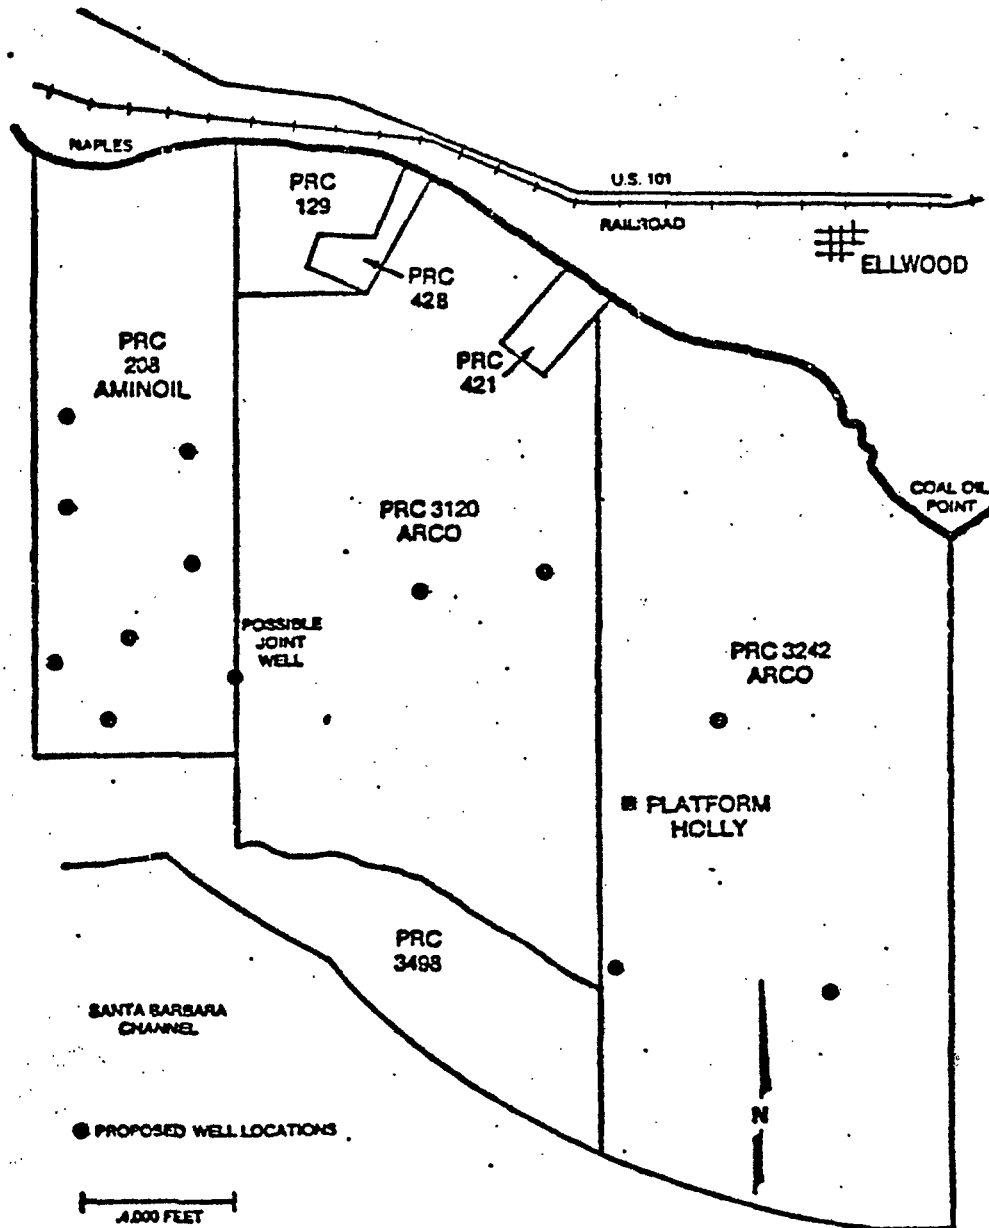 NAPLES
PRC
129
U.S. 101
RAILROAD
ELLWOOD
PRC
428
PRC
208
AMINOIL
PRC
421
COAL OIL
POINT
PRC 3120
ARCO
POSSIBLE
JOINT
WELL
PRC 3242
ARCO
PLATFORM
HOLLY
PRC
3498
SANTA BARBARA
CHANNEL
N
PROPOSED WELL LOCATIONS
4,000 FEET